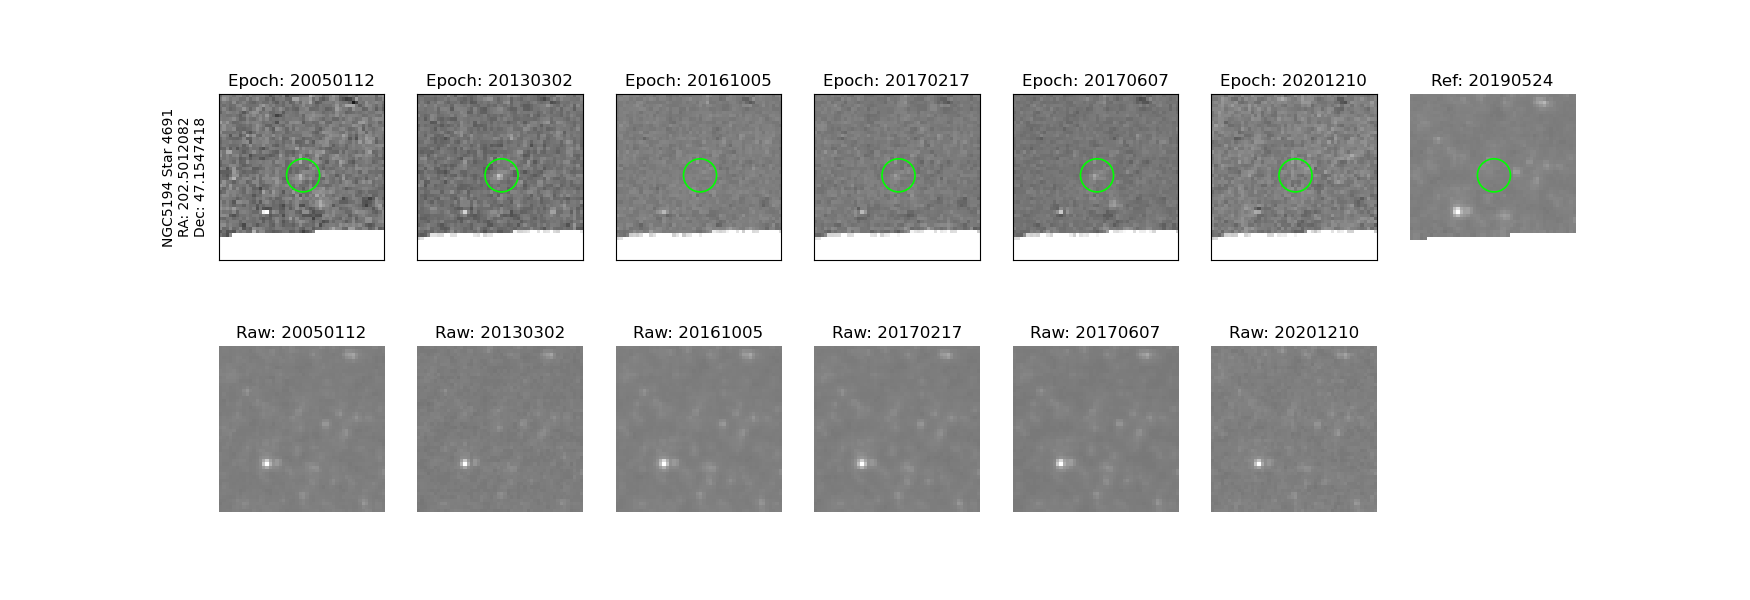 Epoch: 20050112
Epoch: 20130302
Epoch: 20161005
Epoch: 20170217
Epoch: 20170607
Epoch: 20201210
Ref: 20190524
NGC5194 Star 4691
RA: 202.5012082
Dec: 47.1547418
Raw: 20050112
Raw: 20130302
Raw: 20161005
Raw: 20170217
Raw: 20170607
Raw: 20201210